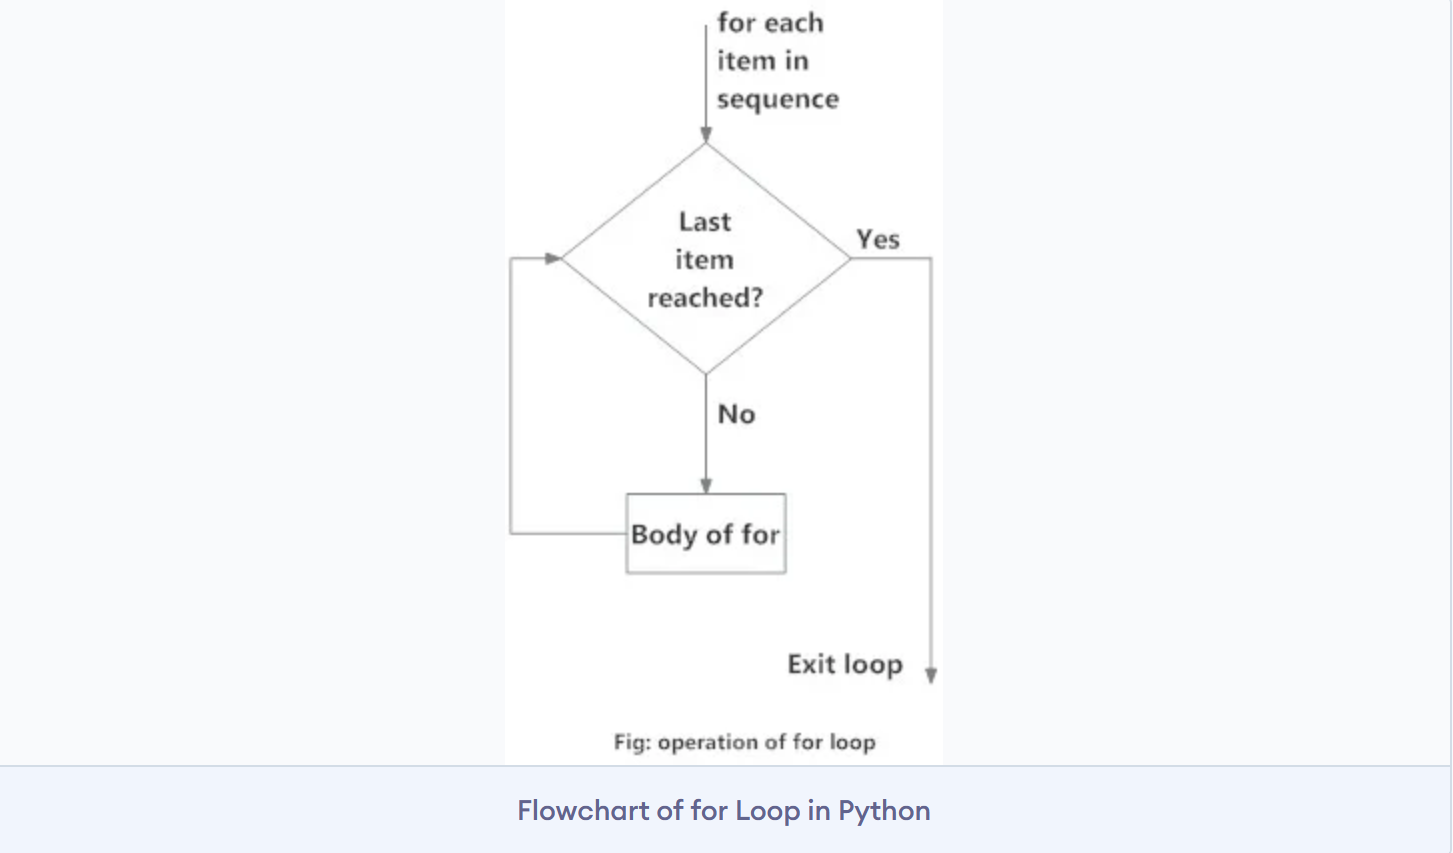 for each
item in
sequence
Last
item
reached?
Yes
No
Body of for
Exit loop
Fig: operation of for loop
Flowchart of for Loop in Python